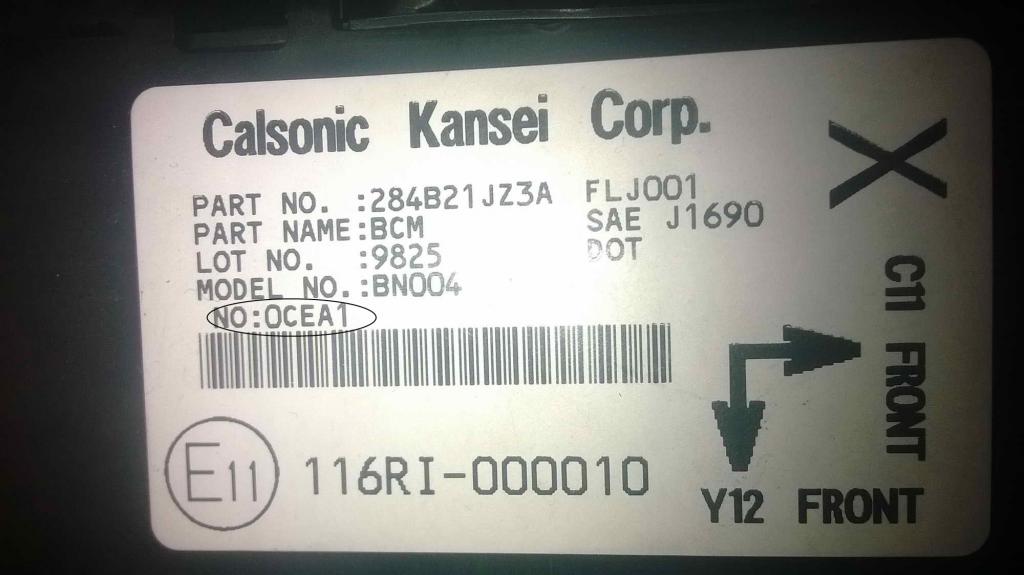 Calsonic Kansei Corp.
PART NO. :284B21JZ3A FLJ001
PART NAME:BCM SAE J1690
LOT NO. :9825 DOT
MODEL NO.:BN004
NO:0CEA1
X
C11 FRONT
E11 116RI-000010
Y12 FRONT